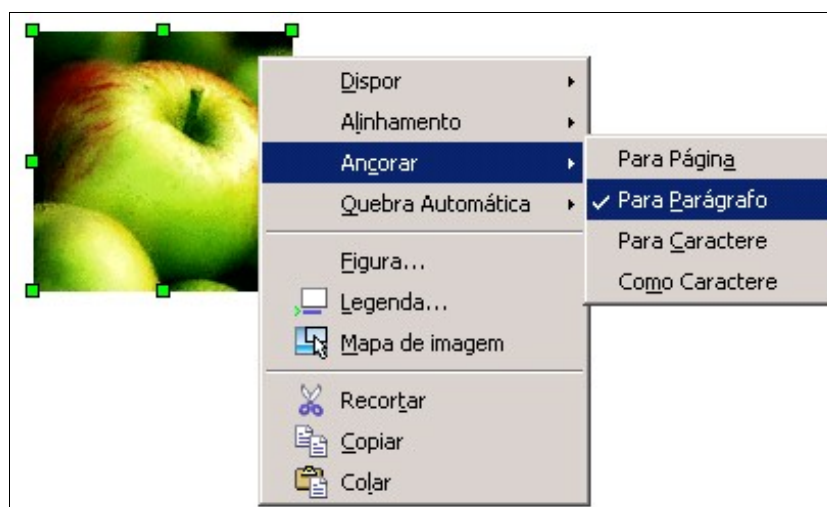 Dispor
Alinhamento
Ancorar
Quebra Automática
Figura...
Legenda...
Mapa de imagem
Recortar
Copiar
Colar
Para Página
Para Parágrafo
Para Caractere
Como Caractere